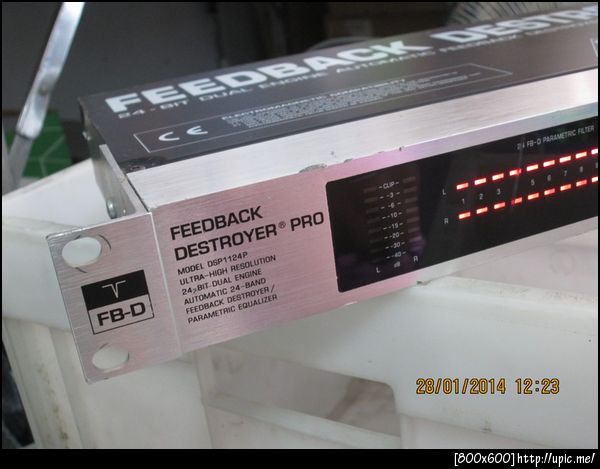 FEEDBACK DESTRO
24-BIT DUAL ENGINE AUTOMATIC FEEDBACK
ELECTROMAGNETIC COMPATIBILITY
CE
24 FB-D PARAMETRIC FILTER
CLIP
-3
-6
-10
-15
-20
-30
-40
L dB R
L
1 2 3 4 5 6 7 8
R
FEEDBACK
DESTROYER® PRO
MODEL DSP1124P
ULTRA-HIGH RESOLUTION
24-BIT DUAL ENGINE
AUTOMATIC 24-BAND
FEEDBACK DESTROYER/
PARAMETRIC EQUALIZER
FB-D
28/01/2014 12:23
[800x600]http://upic.me/